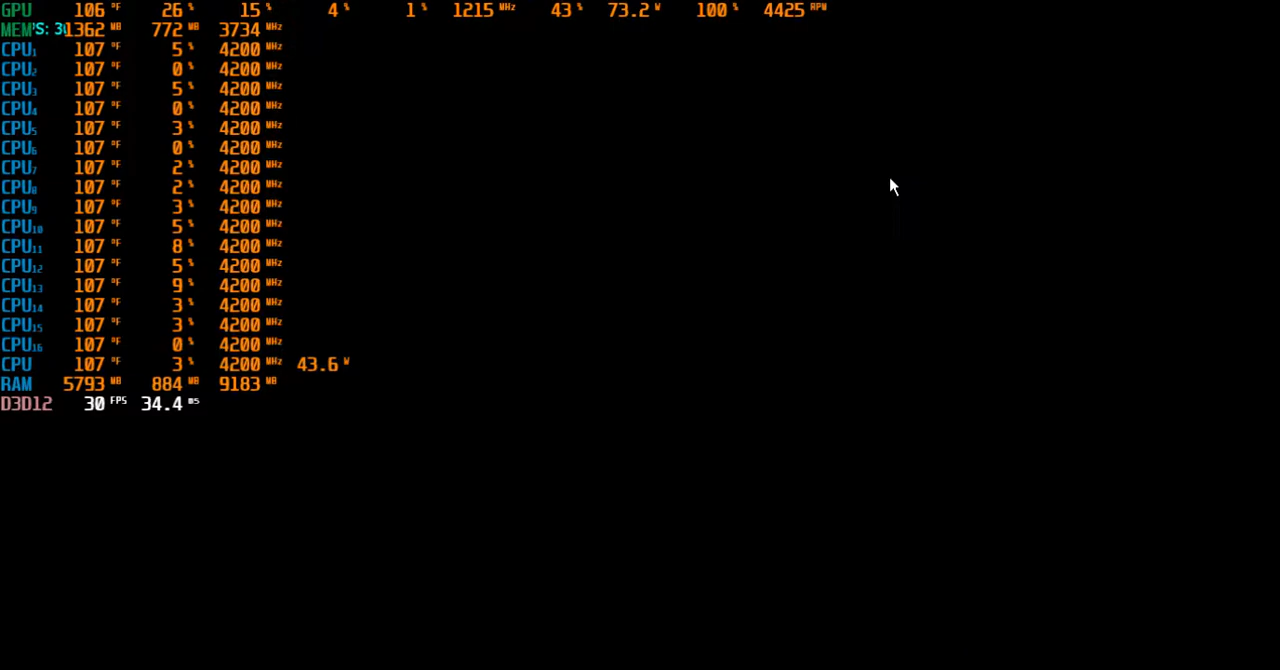 GPU 106 °F 26 % 15 % 4 % 1 % 1215 MHz 43 % 73.2 W 100 % 4425 RPM
MEM 'S: 30 1362 MB 772 MB 3734 MHz
CPU1 107 °F 5 % 4200 MHz
CPU2 107 °F 0 % 4200 MHz
CPU3 107 °F 5 % 4200 MHz
CPU4 107 °F 0 % 4200 MHz
CPU5 107 °F 3 % 4200 MHz
CPU6 107 °F 0 % 4200 MHz
CPU7 107 °F 2 % 4200 MHz
CPU8 107 °F 2 % 4200 MHz
CPU9 107 °F 3 % 4200 MHz
CPU10 107 °F 5 % 4200 MHz
CPU11 107 °F 8 % 4200 MHz
CPU12 107 °F 5 % 4200 MHz
CPU13 107 °F 9 % 4200 MHz
CPU14 107 °F 3 % 4200 MHz
CPU15 107 °F 3 % 4200 MHz
CPU16 107 °F 0 % 4200 MHz
CPU 107 °F 3 % 4200 MHz 43.6 W
RAM 5793 MB 884 MB 9183 MB
D3D12 30 FPS 34.4 ms